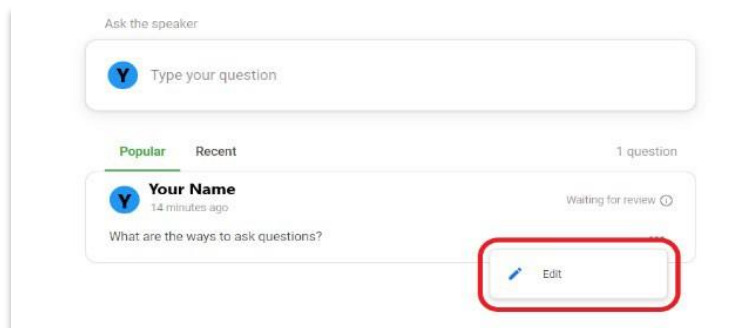 Ask the speaker
Y Type your question
Popular Recent 1 question
Y Your Name
14 minutes ago Waiting for review
What are the ways to ask questions? ...
Edit